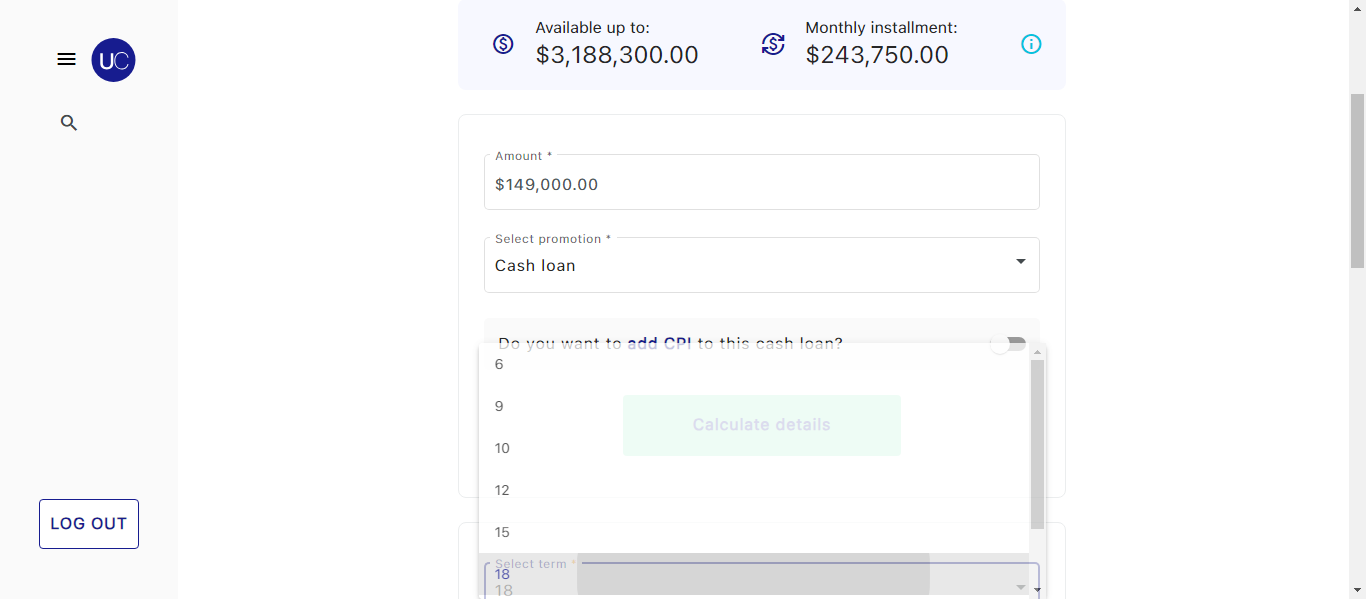 UC
Available up to:
$3,188,300.00
Monthly installment:
$243,750.00
Amount *
$149,000.00
Select promotion *
Cash loan
Do you want to add CPI to this cash loan?
6
9
Calculate details
10
12
15
Select term *
18
18
LOG OUT